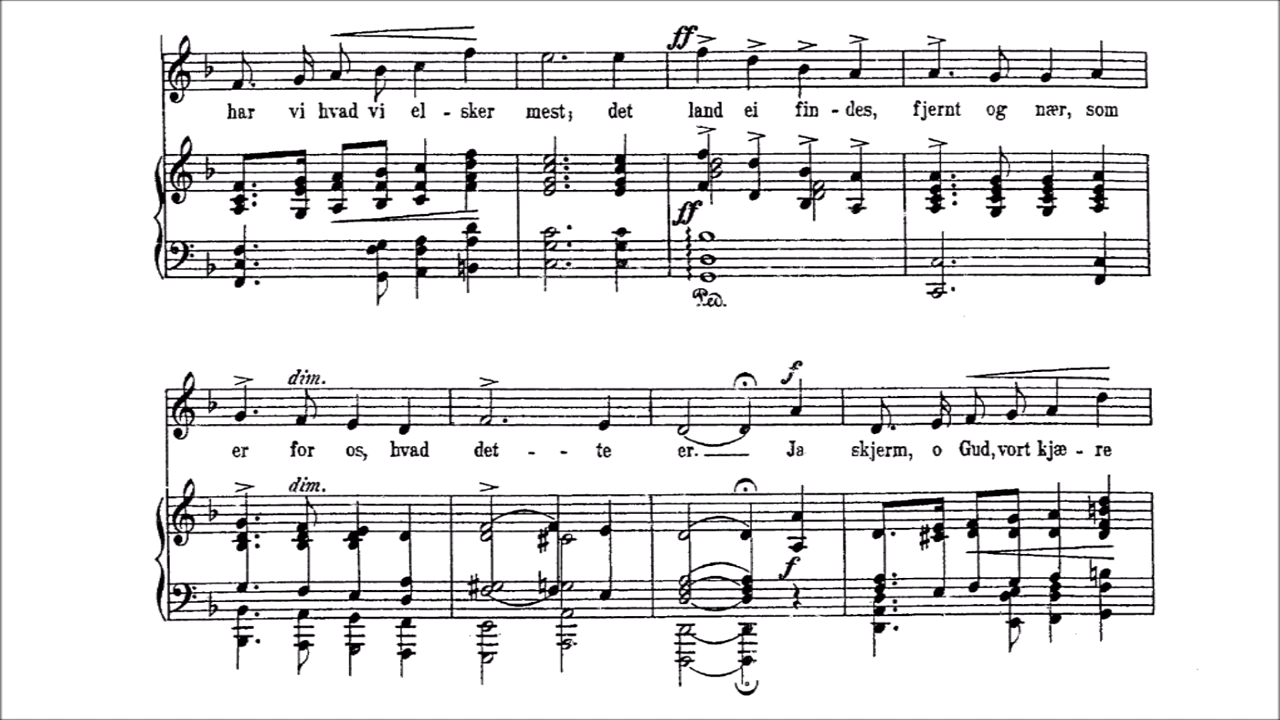 ff
har vi hvad vi el - sker mest; det land ei fin - des, fjernt og nær, som
ff
Ped.
dim. f
er for os, hvad det - - te er. Ja skjerm, o Gud, vort kjæ - re
dim.
f